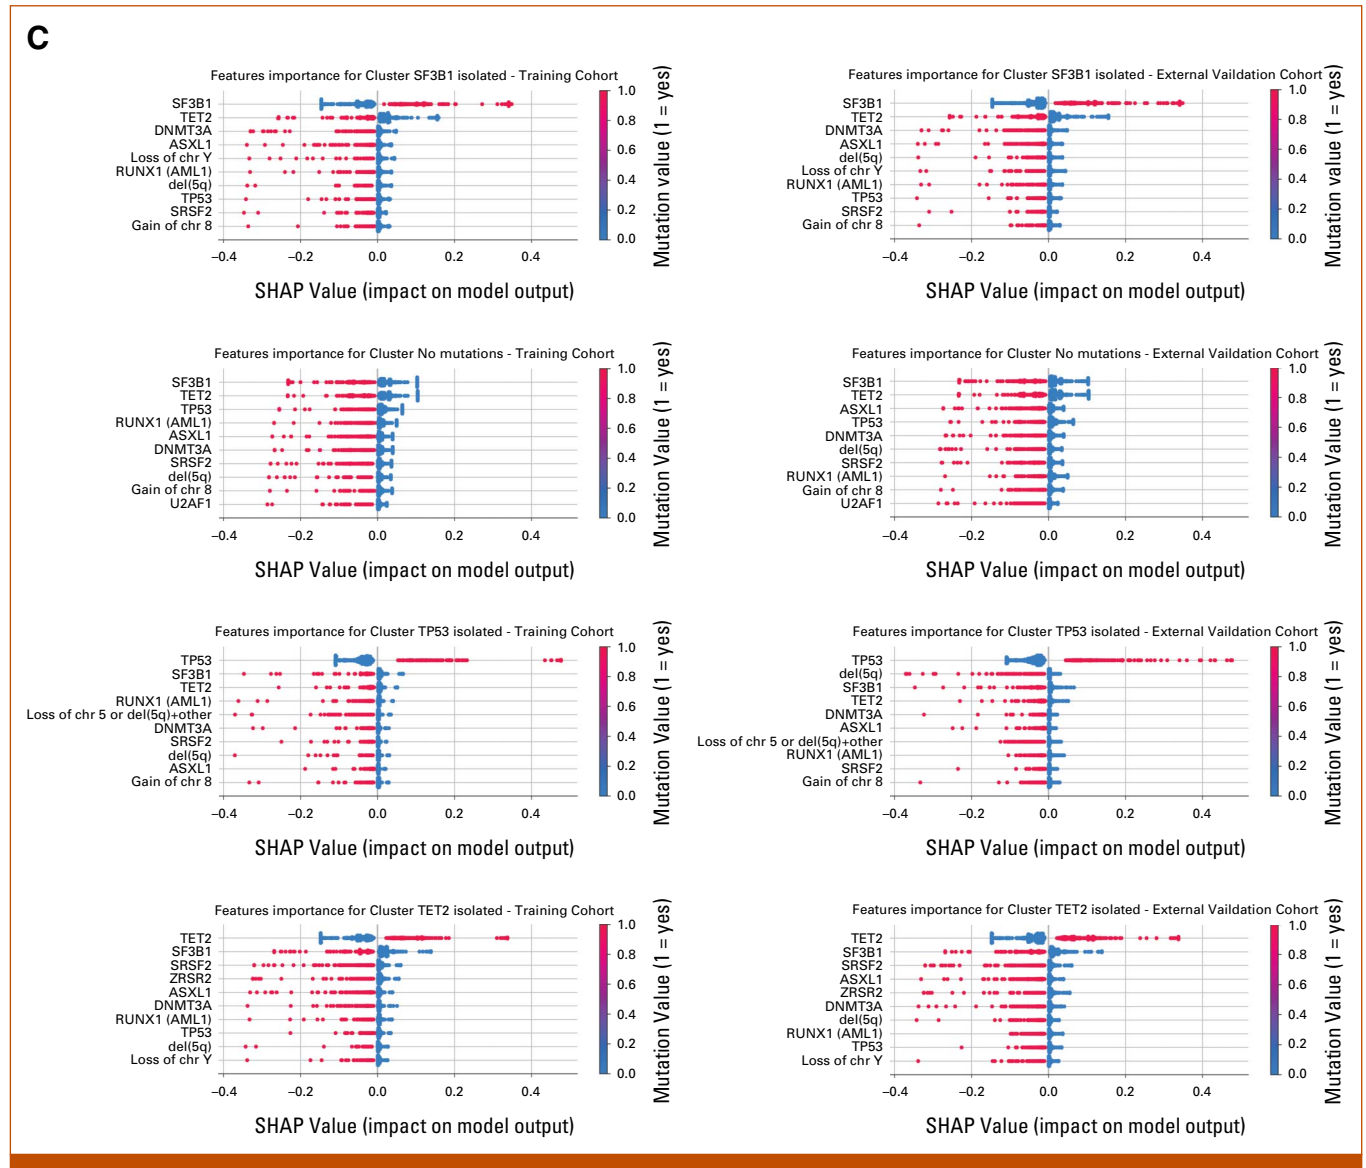 C
Features importance for Cluster SF3B1 isolated - Training Cohort
SF3B1
TET2
DNMT3A
ASXL1
Loss of chr Y
RUNX1 (AML1)
del(5q)
TP53
SRSF2
Gain of chr 8
–0.4 –0.2 0.0 0.2 0.4
SHAP Value (impact on model output)
1.0
0.8
0.6
0.4
0.2
0.0
Mutation value (1 = yes)
Features importance for Cluster SF3B1 isolated - External Vaildation Cohort
SF3B1
TET2
DNMT3A
ASXL1
del(5q)
Loss of chr Y
RUNX1 (AML1)
TP53
SRSF2
Gain of chr 8
–0.4 –0.2 0.0 0.2 0.4
SHAP Value (impact on model output)
1.0
0.8
0.6
0.4
0.2
0.0
Mutation value (1 = yes)
Features importance for Cluster No mutations - Training Cohort
SF3B1
TET2
TP53
RUNX1 (AML1)
ASXL1
DNMT3A
SRSF2
del(5q)
Gain of chr 8
U2AF1
–0.4 –0.2 0.0 0.2 0.4
SHAP Value (impact on model output)
1.0
0.8
0.6
0.4
0.2
0.0
Mutation Value (1 = yes)
Features importance for Cluster No mutations - External Vaildation Cohort
SF3B1
TET2
ASXL1
TP53
DNMT3A
del(5q)
SRSF2
RUNX1 (AML1)
Gain of chr 8
U2AF1
–0.4 –0.2 0.0 0.2 0.4
SHAP Value (impact on model output)
1.0
0.8
0.6
0.4
0.2
0.0
Mutation Value (1 = yes)
Features importance for Cluster TP53 isolated - Training Cohort
TP53
SF3B1
TET2
RUNX1 (AML1)
Loss of chr 5 or del(5q)+other
DNMT3A
SRSF2
del(5q)
ASXL1
Gain of chr 8
–0.4 –0.2 0.0 0.2 0.4
SHAP Value (impact on model output)
1.0
0.8
0.6
0.4
0.2
0.0
Mutation Value (1 = yes)
Features importance for Cluster TP53 isolated - External Vaildation Cohort
TP53
del(5q)
SF3B1
TET2
DNMT3A
ASXL1
Loss of chr 5 or del(5q)+other
RUNX1 (AML1)
SRSF2
Gain of chr 8
–0.4 –0.2 0.0 0.2 0.4
SHAP Value (impact on model output)
1.0
0.8
0.6
0.4
0.2
0.0
Mutation Value (1 = yes)
Features importance for Cluster TET2 isolated - Training Cohort
TET2
SF3B1
SRSF2
ZRSR2
ASXL1
DNMT3A
RUNX1 (AML1)
TP53
del(5q)
Loss of chr Y
–0.4 –0.2 0.0 0.2 0.4
SHAP Value (impact on model output)
1.0
0.8
0.6
0.4
0.2
0.0
Mutation Value (1 = yes)
Features importance for Cluster TET2 isolated - External Vaildation Cohort
TET2
SF3B1
SRSF2
ASXL1
ZRSR2
DNMT3A
del(5q)
RUNX1 (AML1)
TP53
Loss of chr Y
–0.4 –0.2 0.0 0.2 0.4
SHAP Value (impact on model output)
1.0
0.8
0.6
0.4
0.2
0.0
Mutation Value (1 = yes)